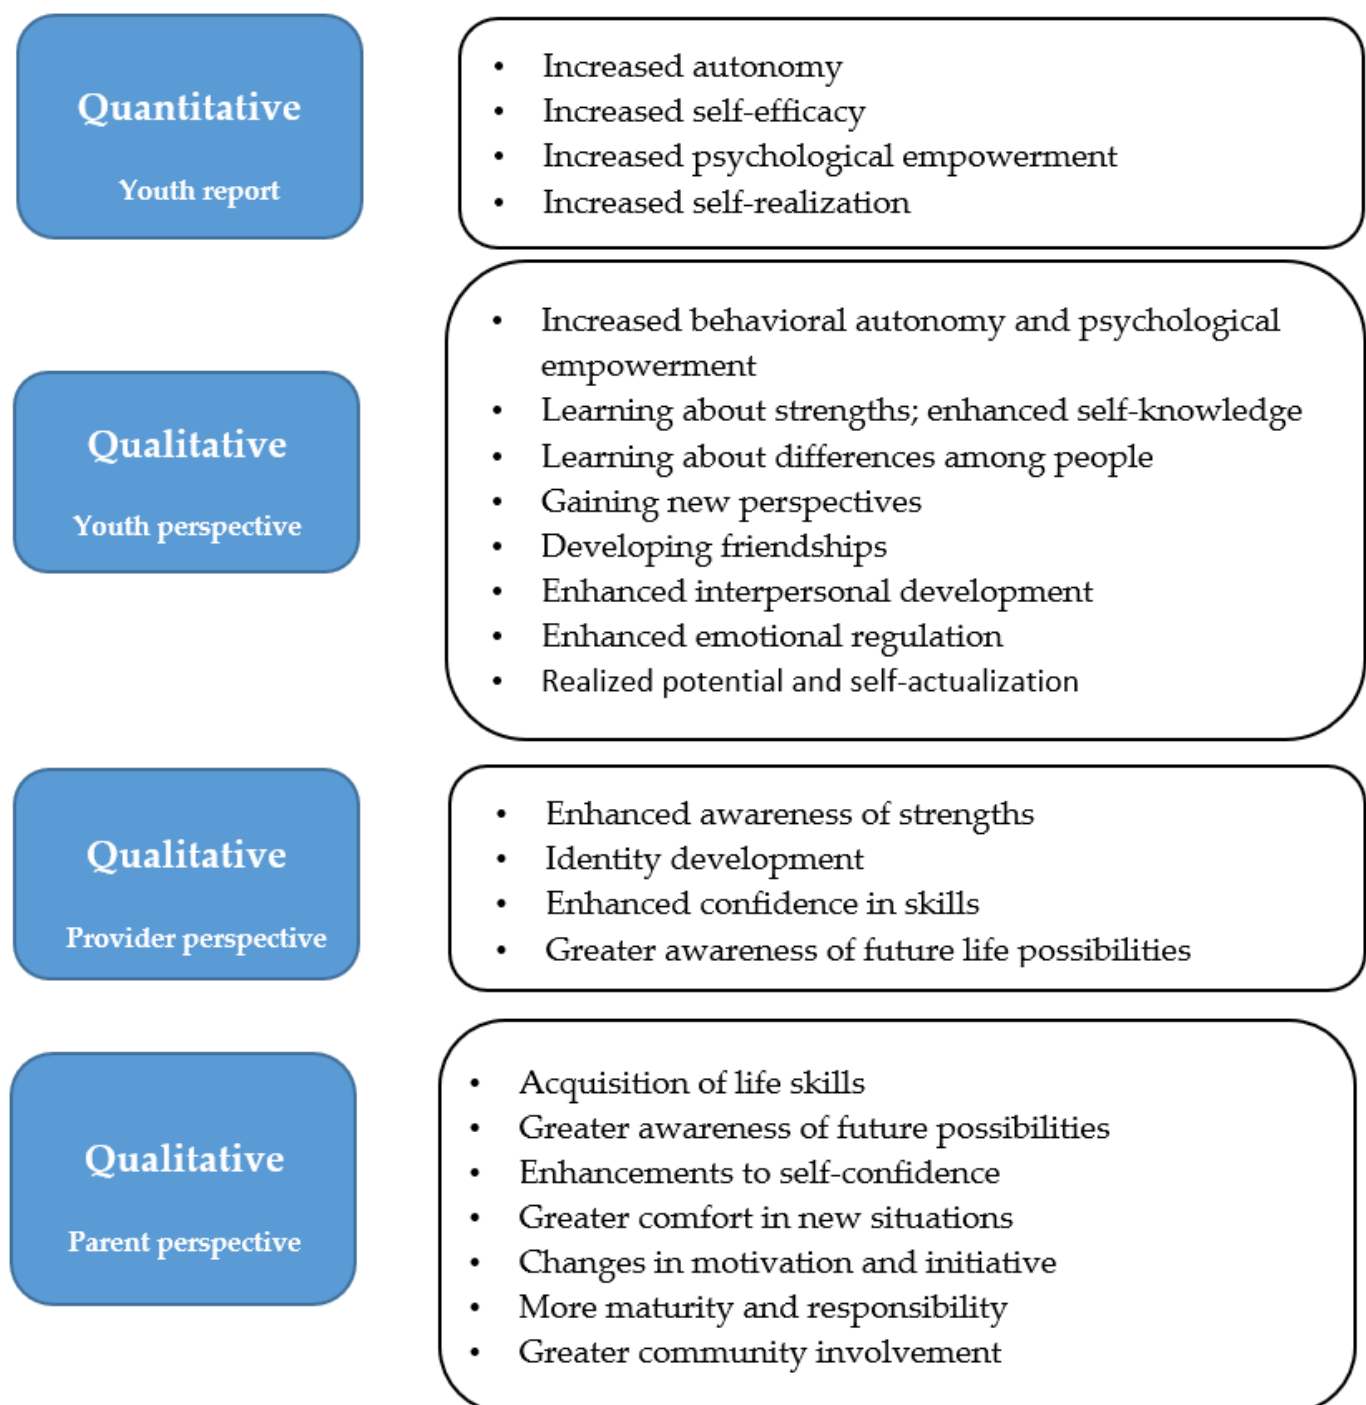 Quantitative
Youth report
• Increased autonomy
• Increased self-efficacy
• Increased psychological empowerment
• Increased self-realization
Qualitative
Youth perspective
• Increased behavioral autonomy and psychological
empowerment
• Learning about strengths; enhanced self-knowledge
• Learning about differences among people
• Gaining new perspectives
• Developing friendships
• Enhanced interpersonal development
• Enhanced emotional regulation
• Realized potential and self-actualization
Qualitative
Provider perspective
• Enhanced awareness of strengths
• Identity development
• Enhanced confidence in skills
• Greater awareness of future life possibilities
Qualitative
Parent perspective
• Acquisition of life skills
• Greater awareness of future possibilities
• Enhancements to self-confidence
• Greater comfort in new situations
• Changes in motivation and initiative
• More maturity and responsibility
• Greater community involvement